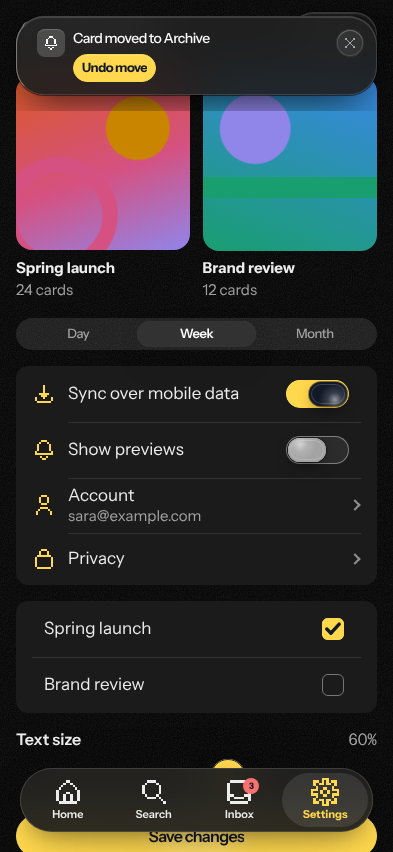 Card moved to Archive
Undo move
Spring launch
Brand review
24 cards
12 cards
Day
Week
Month
Sync over mobile data
Show previews
Account
sara@example.com
Privacy
Spring launch
Brand review
Text size
60%
3
Home
Search
Inbox
Settings
Save changes